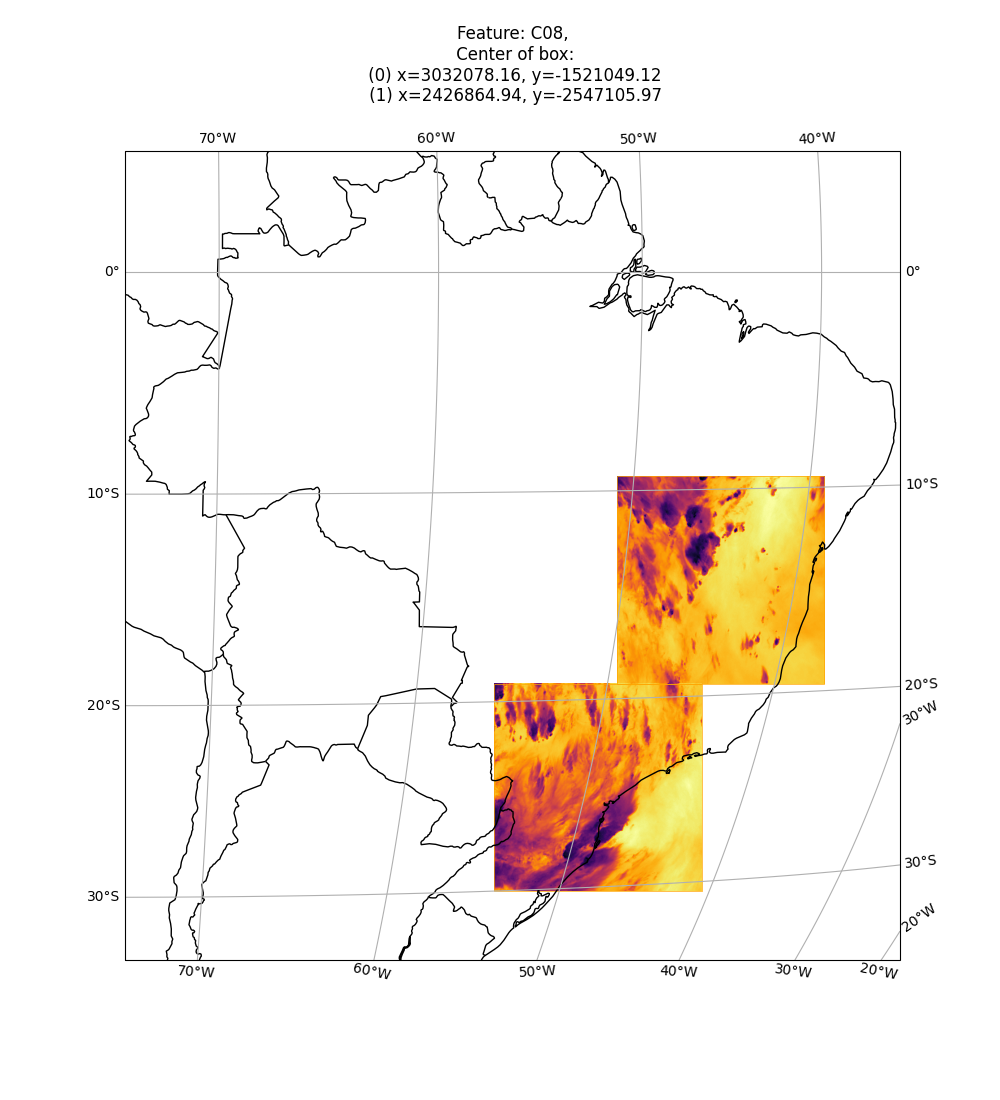 Feature: C08,
Center of box:
(0) x=3032078.16, y=-1521049.12
(1) x=2426864.94, y=-2547105.97
70°W 60°W 50°W 40°W
0° 0°
10°S 10°S
20°S 20°S
30°W
30°S 30°S
20°W
70°W 60°W 50°W 40°W 30°W 20°W